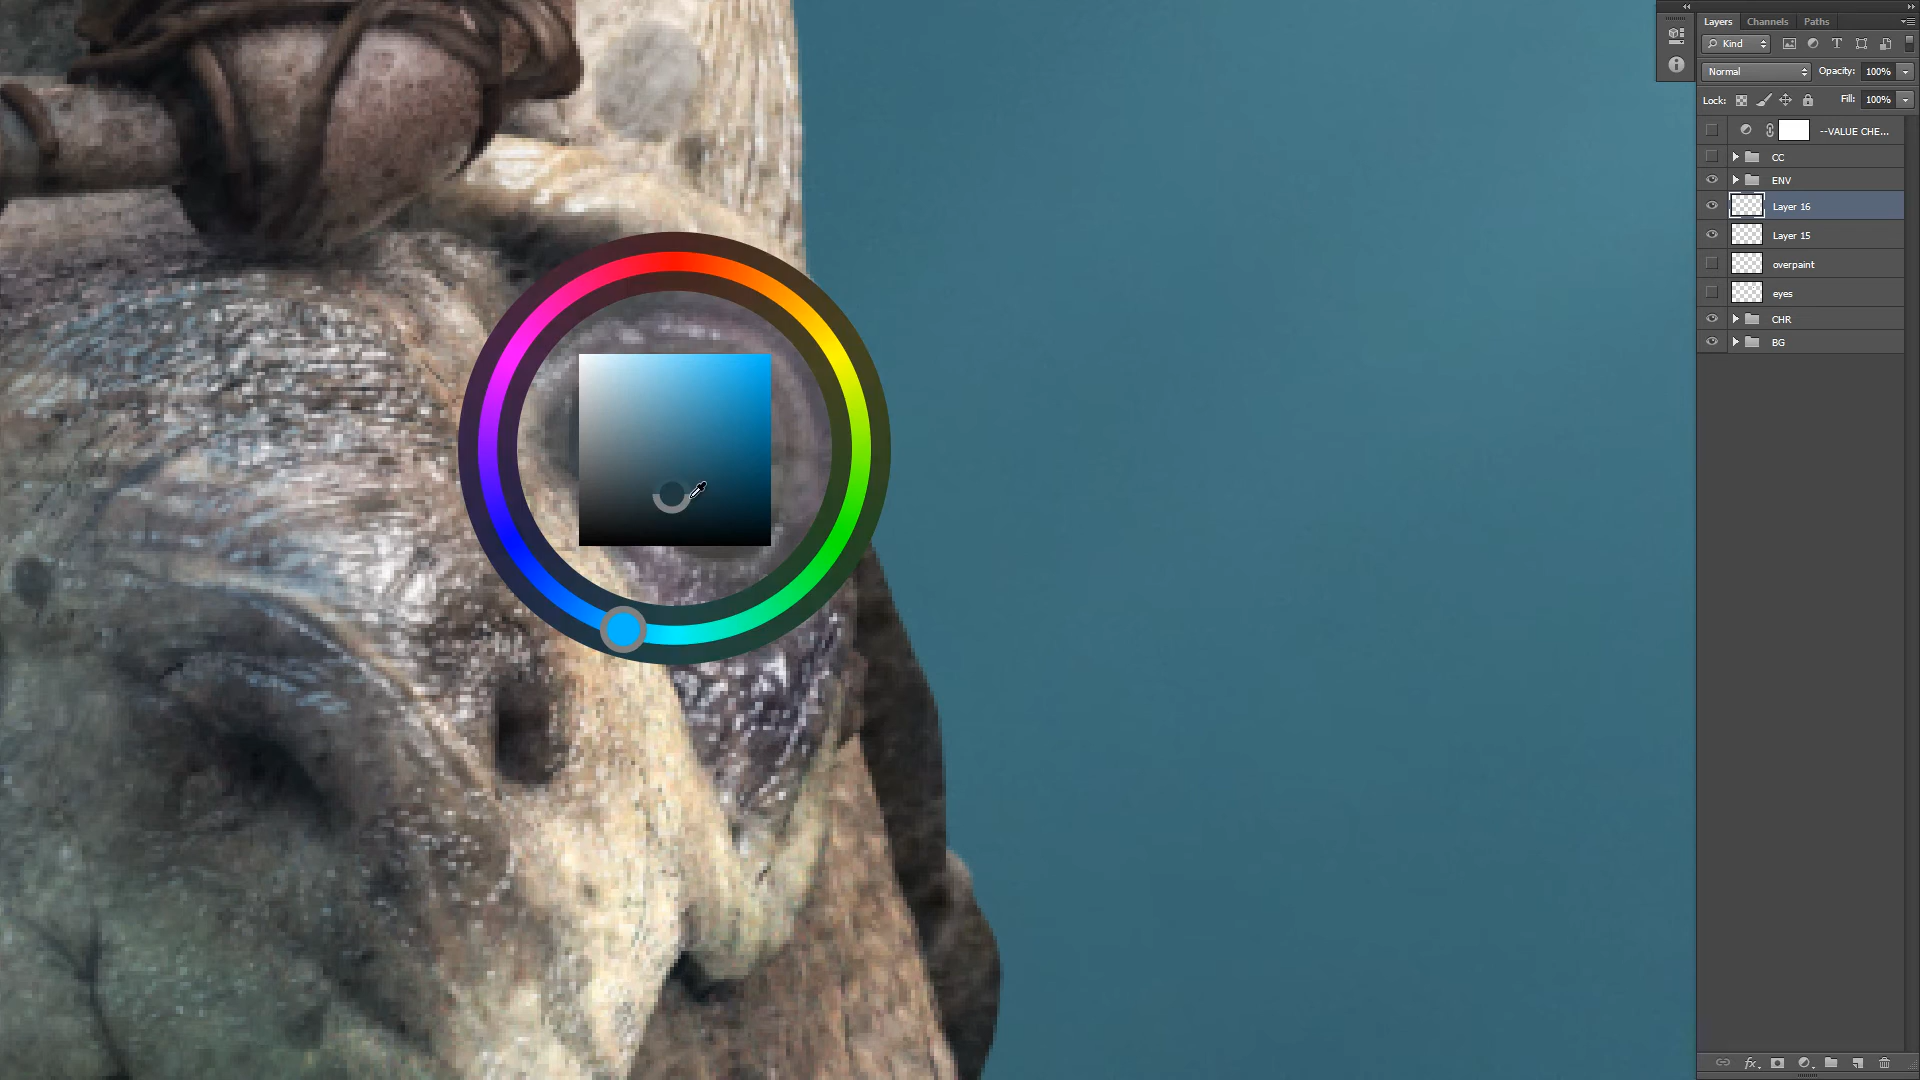 Layers Channels Paths
Kind
Normal Opacity: 100%
Lock: Fill: 100%
--VALUE CHE...
CC
ENV
Layer 16
Layer 15
overpaint
eyes
CHR
BG
fx